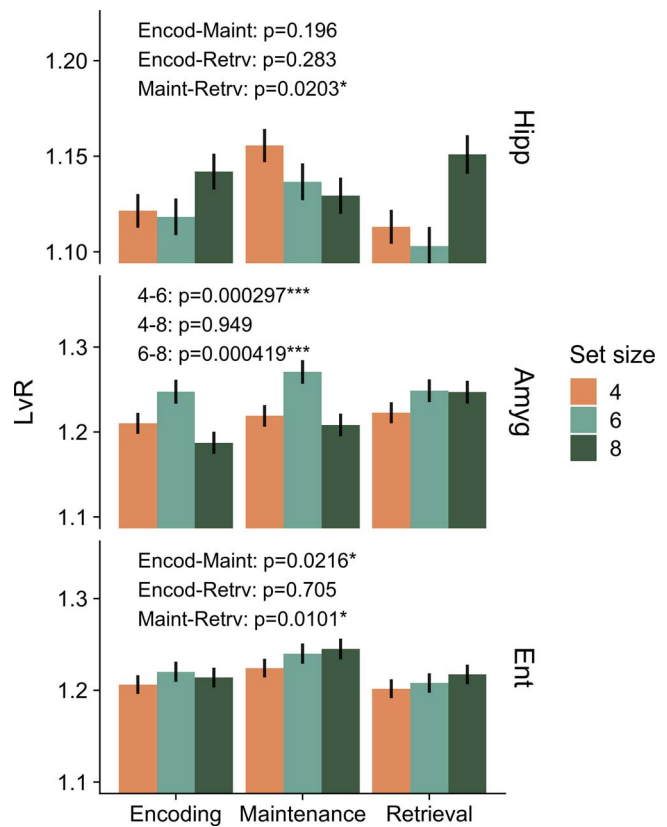 Encod-Maint: p=0.196
Encod-Retrv: p=0.283
Maint-Retrv: p=0.0203*
1.20
1.15
1.10
Hipp
4-6: p=0.000297***
4-8: p=0.949
6-8: p=0.000419***
1.3
1.2
1.1
Amyg
LvR
Set size
4
6
8
Encod-Maint: p=0.0216*
Encod-Retrv: p=0.705
Maint-Retrv: p=0.0101*
1.3
1.2
1.1
Ent
Encoding Maintenance Retrieval